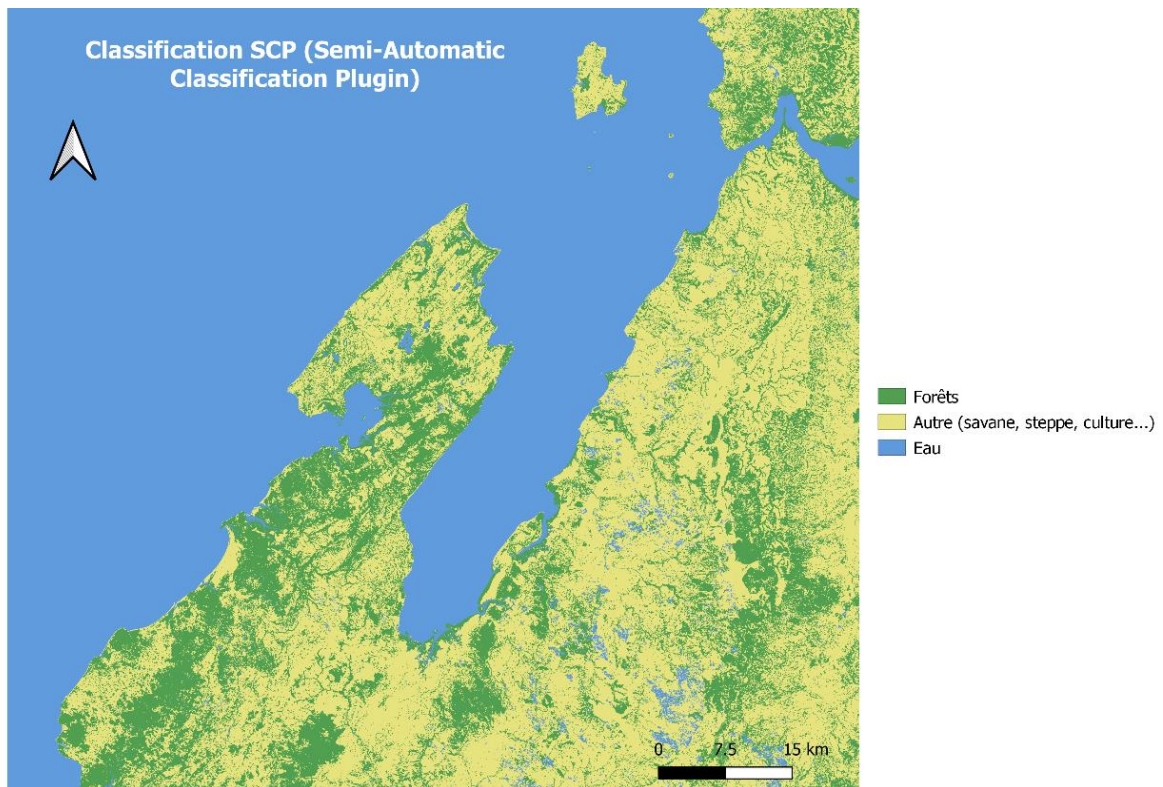 Classification SCP (Semi-Automatic
Classification Plugin)
Forêts
Autre (savane, steppe, culture...)
Eau
0 7.5 15 km